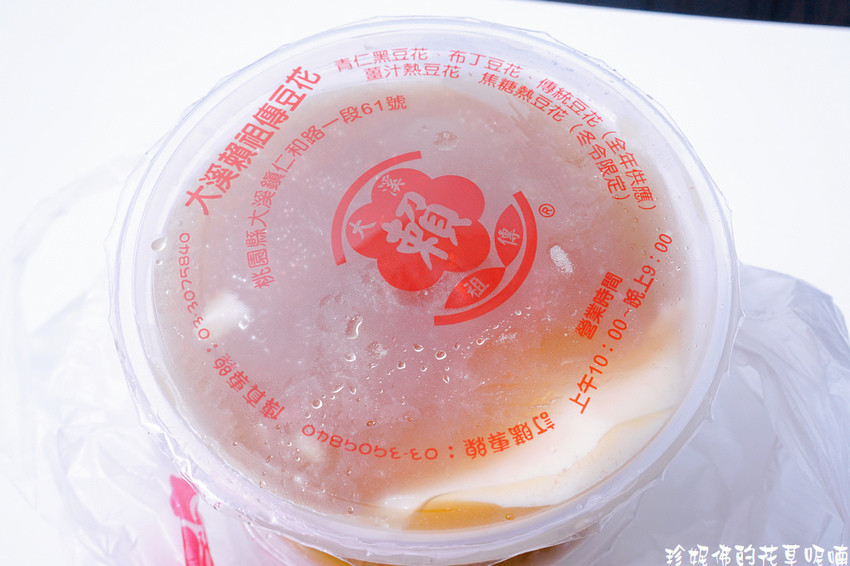 青仁黑豆花、布丁豆花、傳統豆花(全年供應)
薑汁熱豆花、焦糖熱豆花(冬令限定)
大溪賴祖傳豆花
桃園縣大溪鎮仁和路一段61號
大溪
賴
祖傳
®
營業時間
上午10:00~晚上9:00
訂購專線:03-3909840
傳真專線:03-3075840
珍妮佛的花草呢喃